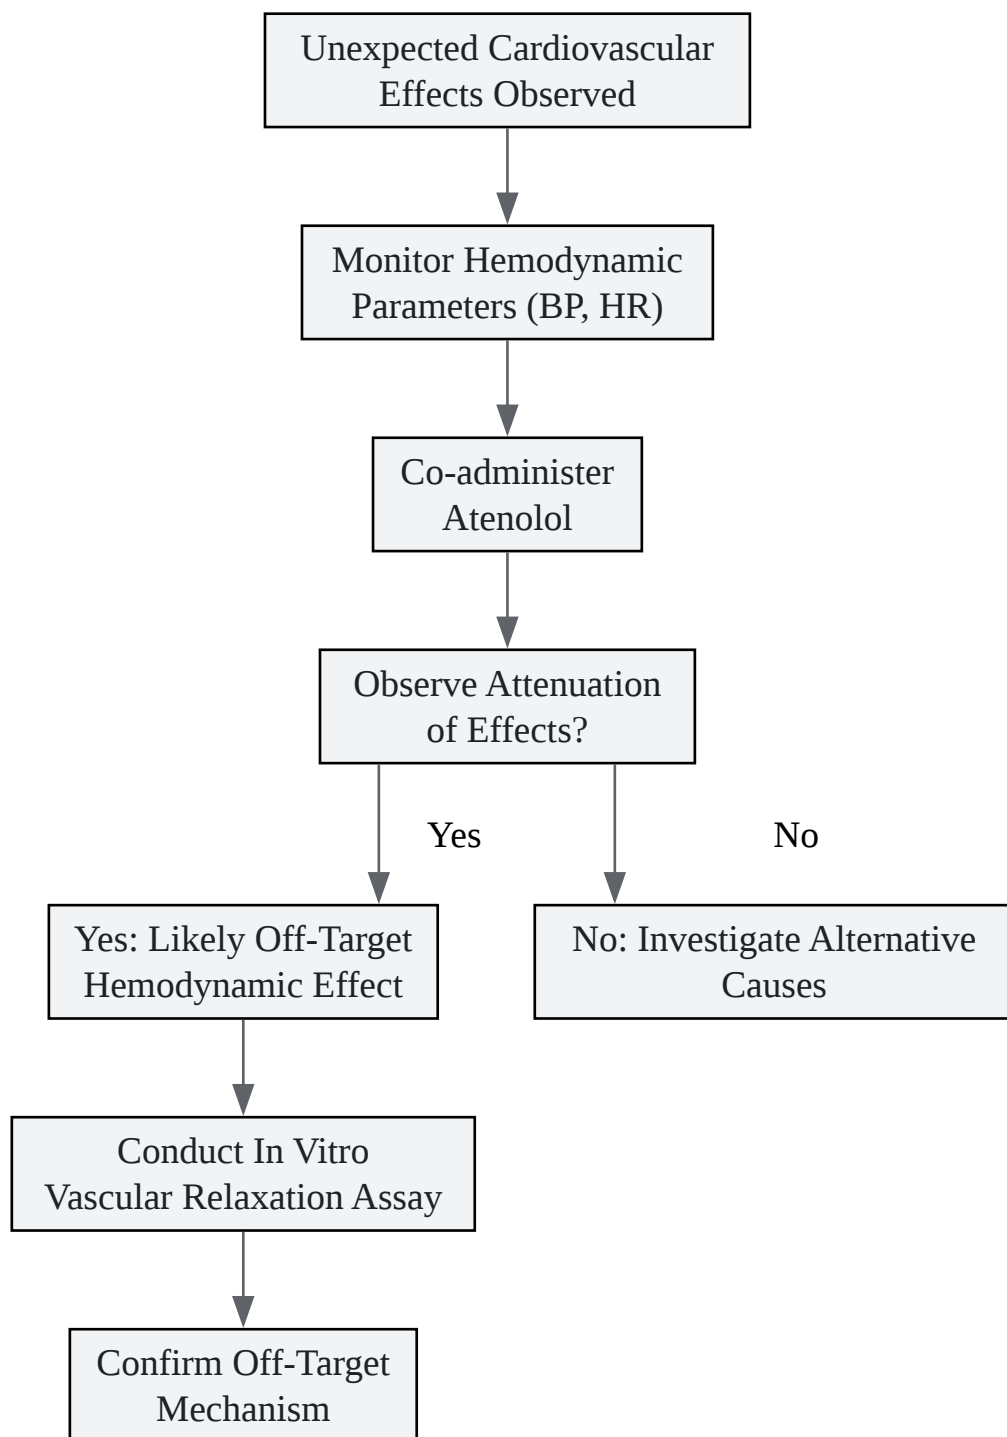 Unexpected Cardiovascular
Effects Observed
Monitor Hemodynamic
Parameters (BP, HR)
Co-administer
Atenolol
Observe Attenuation
of Effects?
Yes
No
Yes: Likely Off-Target
Hemodynamic Effect
No: Investigate Alternative
Causes
Conduct In Vitro
Vascular Relaxation Assay
Confirm Off-Target
Mechanism